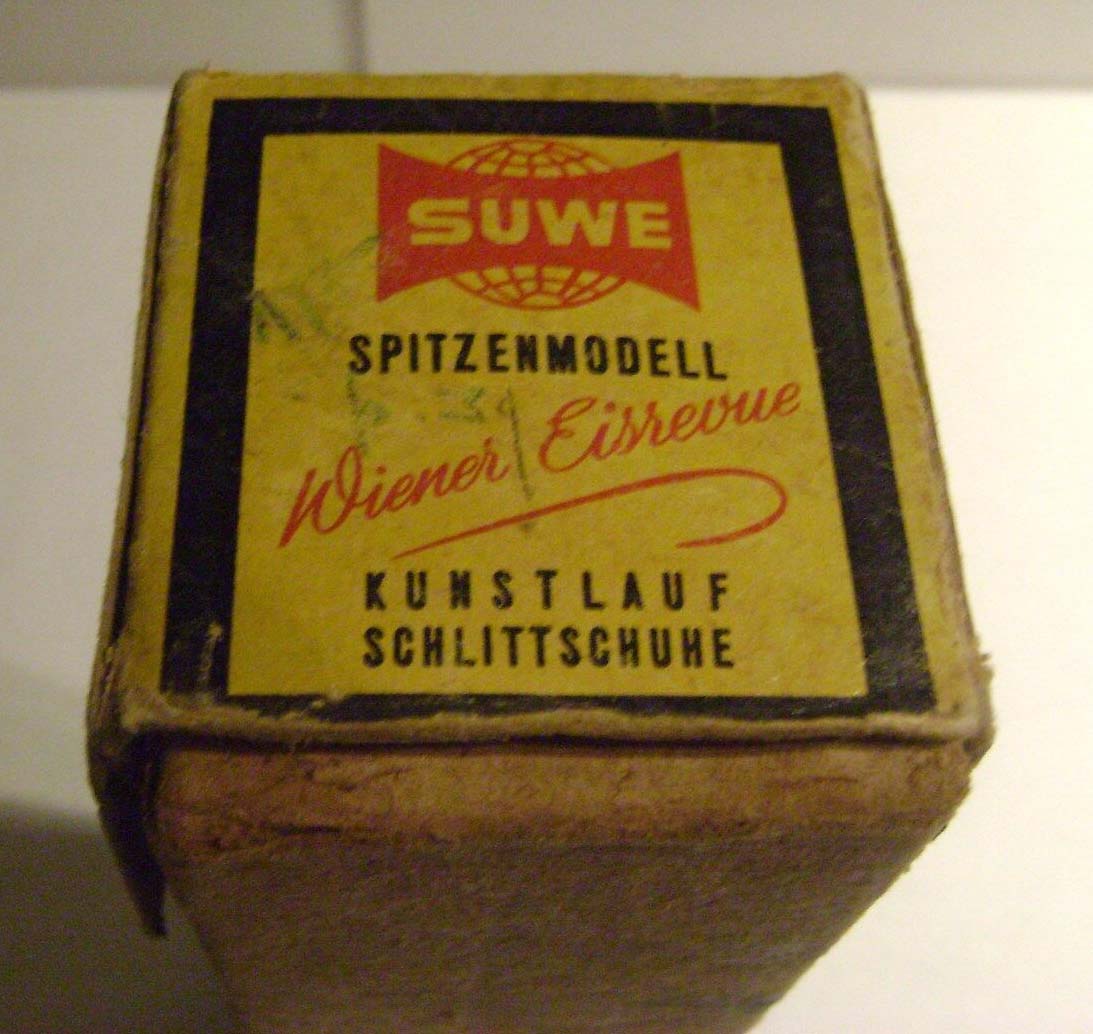 SUWE
SPITZENMODELL
Wiener Eisrevue
KUNSTLAUF
SCHLITTSCHUHE